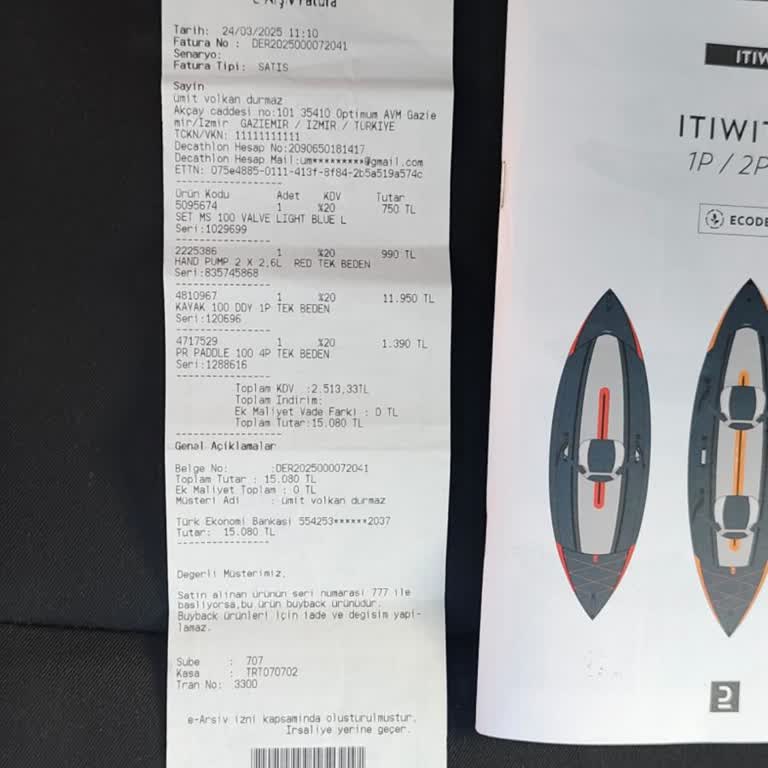 e-Arşiv Fatura
Tarih: 24/03/2025 11:10
Fatura No : DER2025000072041
Senaryo:
Fatura Tipi: SATIS
Sayin
ümit volkan durmaz
Akçay caddesi no:101 35410 Optimum AVM Gazie
mir/İzmir GAZIEMIR / IZMIR / TURKIYE
TCKN/VKN: 11111111111
Decathlon Hesap No:2090650181417
Decathlon Hesap Mail:um*********@gmail.com
ETTN: 075e4885-0111-413f-8f84-2b5a519a574c
Ürün Kodu Adet KDV Tutar
5095674 1 %20 750 TL
SET MS 100 VALVE LIGHT BLUE L
Seri:1029699
2225386 1 %20 990 TL
HAND PUMP 2 X 2,6L RED TEK BEDEN
Seri:835745868
4810967 1 %20 11.950 TL
KAYAK 100 DDY 1P TEK BEDEN
Seri:120696
4717529 1 %20 1.390 TL
PR PADDLE 100 4P TEK BEDEN
Seri:1288616
Toplam KDV :2.513,33TL
Toplam Indirim:
Ek Maliyet Vade Farkı : 0 TL
Toplam Tutar:15.080 TL
Genel Açiklamalar
Belge No: :DER2025000072041
Toplam Tutar : 15.080 TL
Ek Maliyet Toplam : 0 TL
Müsteri Adi : ümit volkan durmaz
Türk Ekonomi Bankasi 554253******2037
Tutar: 15.080 TL
Degerli Müsterimiz,
Satin alinan ürünün seri numarasi 777 ile
basliyorsa,bu ürün buyback ürünüdür.
Buyback ürünleri için iade ve degisim yapi-
lamaz.
Sube : 707
Kasa : TRT070702
Tran No: 3300
e-Arsiv izni kapsaminda olusturulmustur.
Irsaliye yerine geçer.
ITIW
ITIWIT
1P / 2P
ECODE